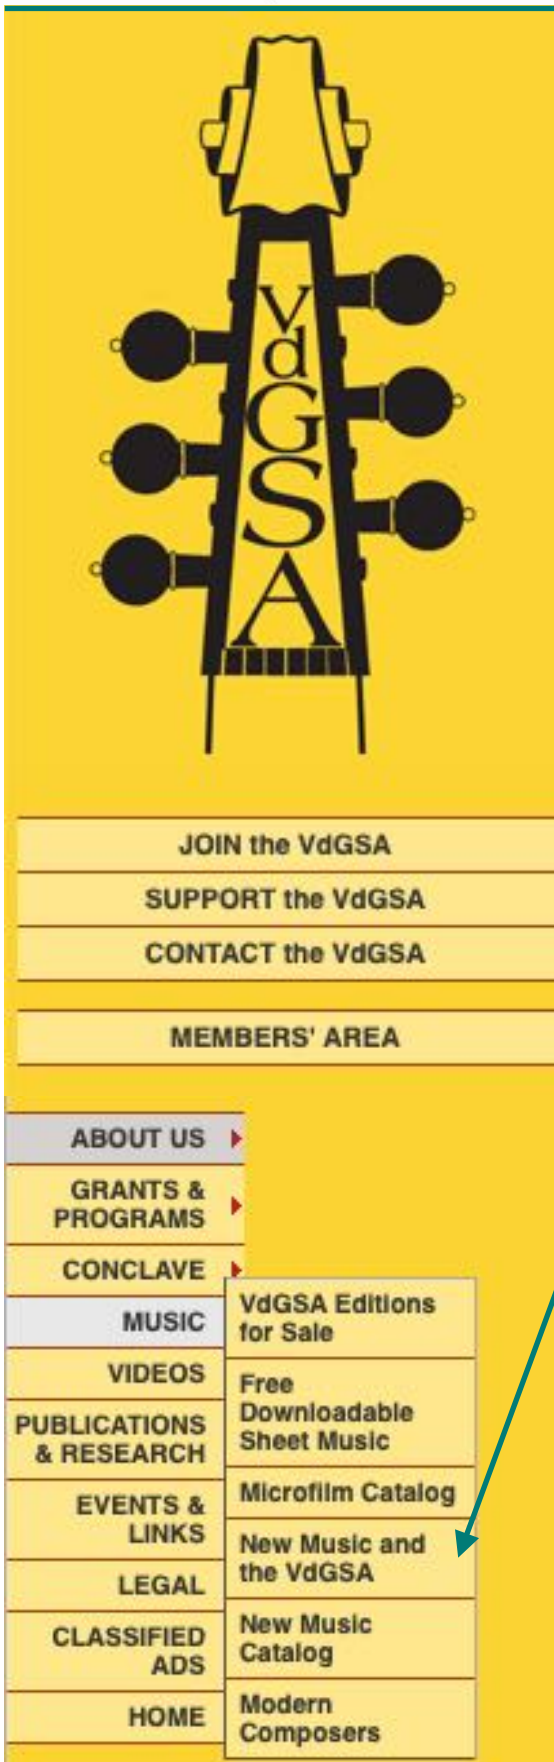 V
d
G
S
A
JOIN the VdGSA
SUPPORT the VdGSA
CONTACT the VdGSA
MEMBERS' AREA
ABOUT US
GRANTS &
PROGRAMS
CONCLAVE
MUSIC
VIDEOS
PUBLICATIONS
& RESEARCH
EVENTS &
LINKS
LEGAL
CLASSIFIED
ADS
HOME
VdGSA Editions
for Sale
Free
Downloadable
Sheet Music
Microfilm Catalog
New Music and
the VdGSA
New Music
Catalog
Modern
Composers